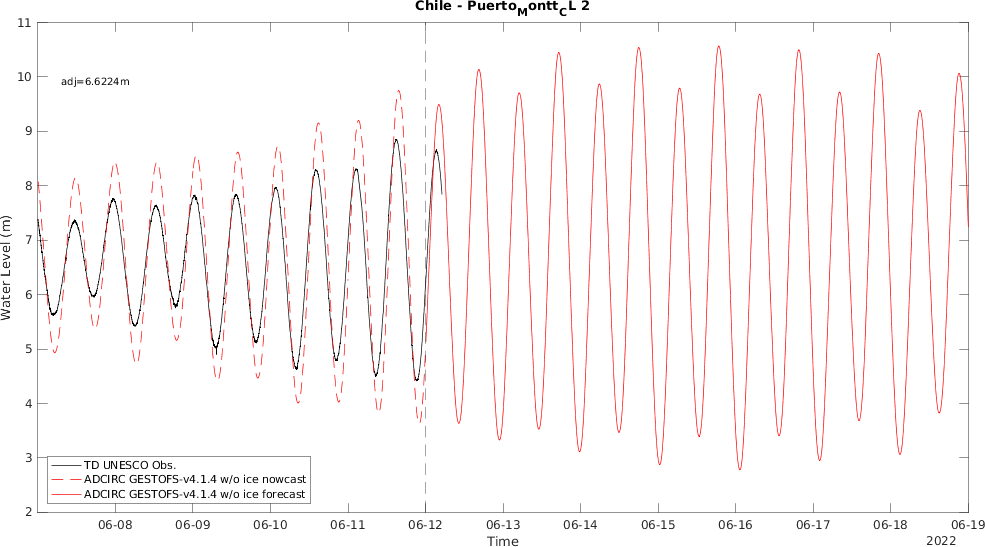 Chile - Puerto_Montt_CL 2
adj=6.6224m
11
10
9
8
7
6
5
4
3
2
Water Level (m)
TD UNESCO Obs.
ADCIRC GESTOFS-v4.1.4 w/o ice nowcast
ADCIRC GESTOFS-v4.1.4 w/o ice forecast
06-08 06-09 06-10 06-11 06-12 06-13 06-14 06-15 06-16 06-17 06-18 06-19
Time
2022